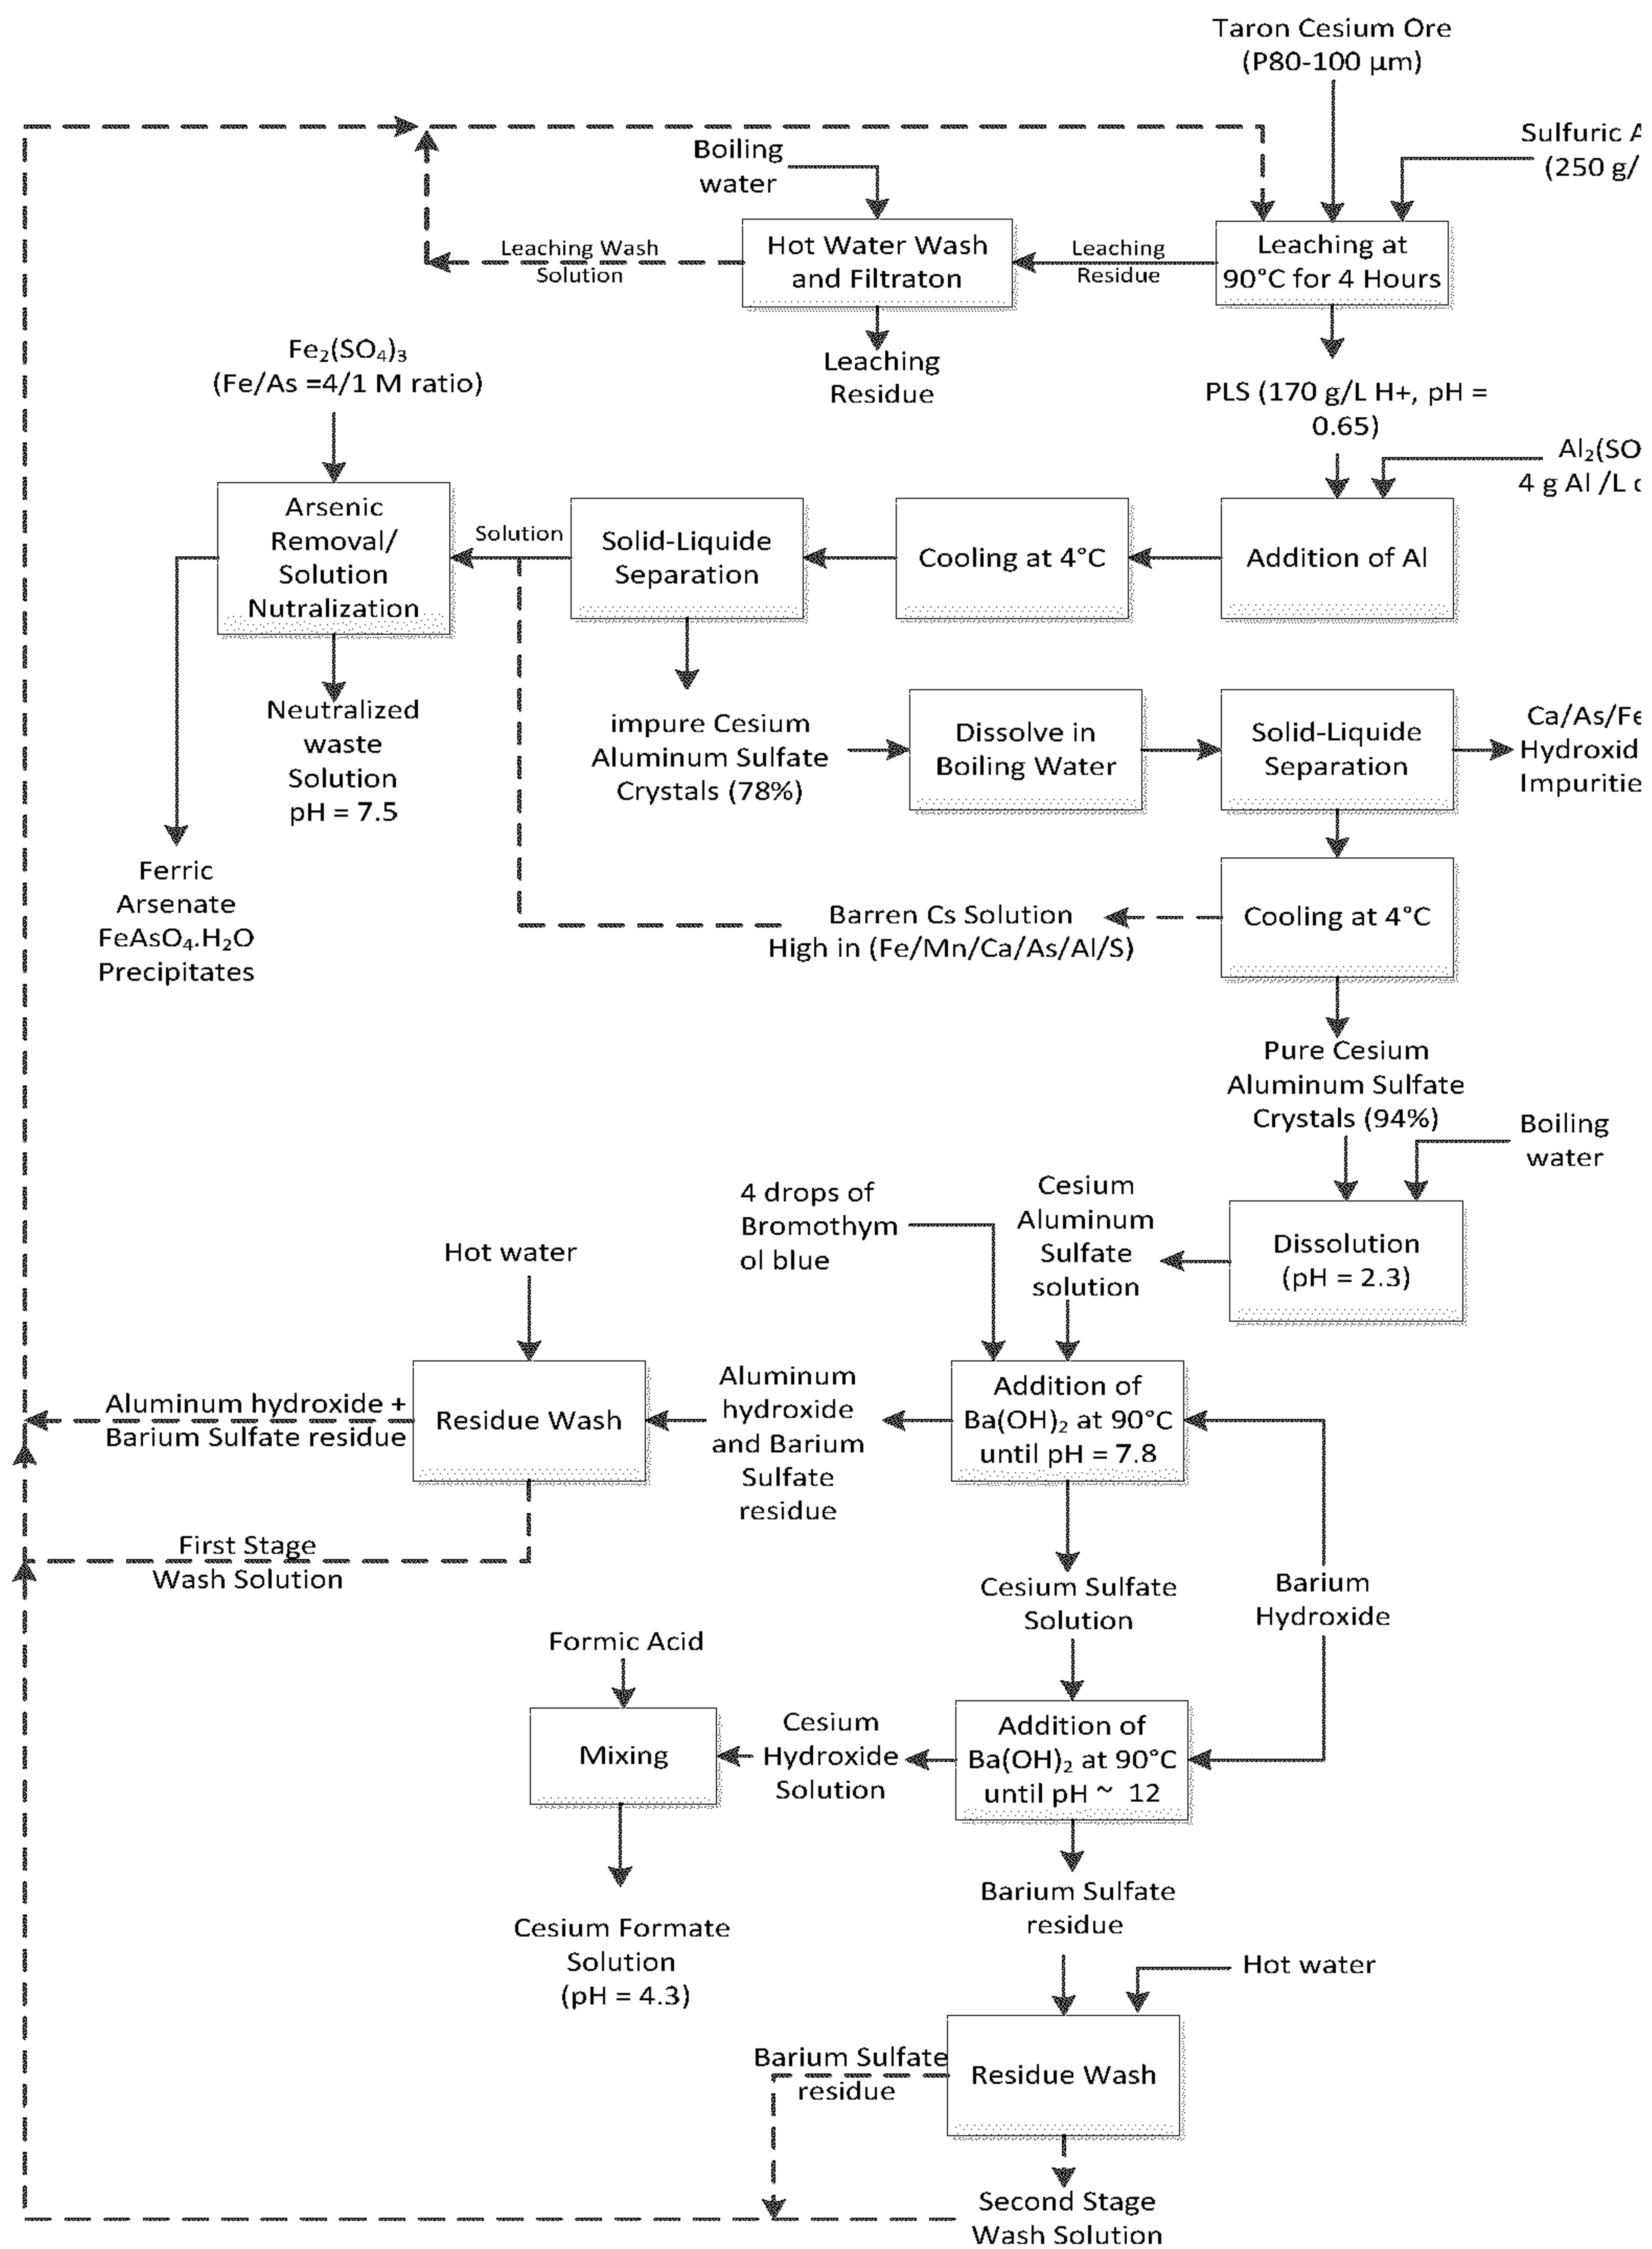 Taron Cesium Ore
(P80-100 µm)
Sulfuric A
(250 g/
Boiling
water
Leaching Wash
Solution
Hot Water Wash
and Filtraton
Leaching
Residue
Leaching at
90°C for 4 Hours
Leaching
Residue
Fe₂(SO₄)₃
(Fe/As =4/1 M ratio)
PLS (170 g/L H+, pH =
0.65)
Al₂(SO
4 g Al /L
Arsenic
Removal/
Solution
Nutralization
Solution
Solid-Liquide
Separation
Cooling at 4°C
Addition of Al
Neutralized
waste
Solution
pH = 7.5
impure Cesium
Aluminum Sulfate
Crystals (78%)
Dissolve in
Boiling Water
Solid-Liquide
Separation
Ca/As/Fe
Hydroxid
Impuritie
Ferric
Arsenate
FeAsO₄.H₂O
Precipitates
Barren Cs Solution
High in (Fe/Mn/Ca/As/Al/S)
Cooling at 4°C
Pure Cesium
Aluminum Sulfate
Crystals (94%)
Boiling
water
4 drops of
Bromothym
ol blue
Cesium
Aluminum
Sulfate
solution
Dissolution
(pH = 2.3)
Hot water
Aluminum hydroxide +
Barium Sulfate residue
Residue Wash
Aluminum
hydroxide
and Barium
Sulfate
residue
Addition of
Ba(OH)₂ at 90°C
until pH = 7.8
First Stage
Wash Solution
Cesium Sulfate
Solution
Barium
Hydroxide
Formic Acid
Mixing
Cesium
Hydroxide
Solution
Addition of
Ba(OH)₂ at 90°C
until pH ~ 12
Cesium Formate
Solution
(pH = 4.3)
Barium Sulfate
residue
Hot water
Barium Sulfate
residue
Residue Wash
Second Stage
Wash Solution